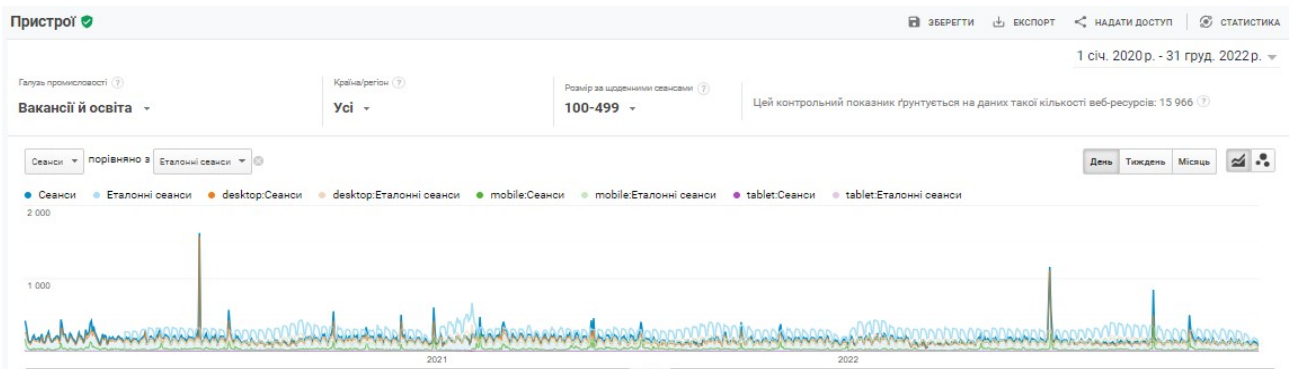 Пристрої
ЗБЕРЕГТИ ЕКСПОРТ НАДАТИ ДОСТУП СТАТИСТИКА
1 січ. 2020 р. - 31 груд. 2022 р.
Галузь промисловості ?
Вакансії й освіта
Країна/регіон ?
Усі
Розмір за щоденними сеансами ?
100-499
Цей контрольний показник ґрунтується на даних такої кількості веб-ресурсів: 15 966 ?
Сеанси порівняно з Еталонні сеанси
День Тиждень Місяць
Сеанси Еталонні сеанси desktop:Сеанси desktop:Еталонні сеанси mobile:Сеанси mobile:Еталонні сеанси tablet:Сеанси tablet:Еталонні сеанси
2 000
1 000
2021 2022